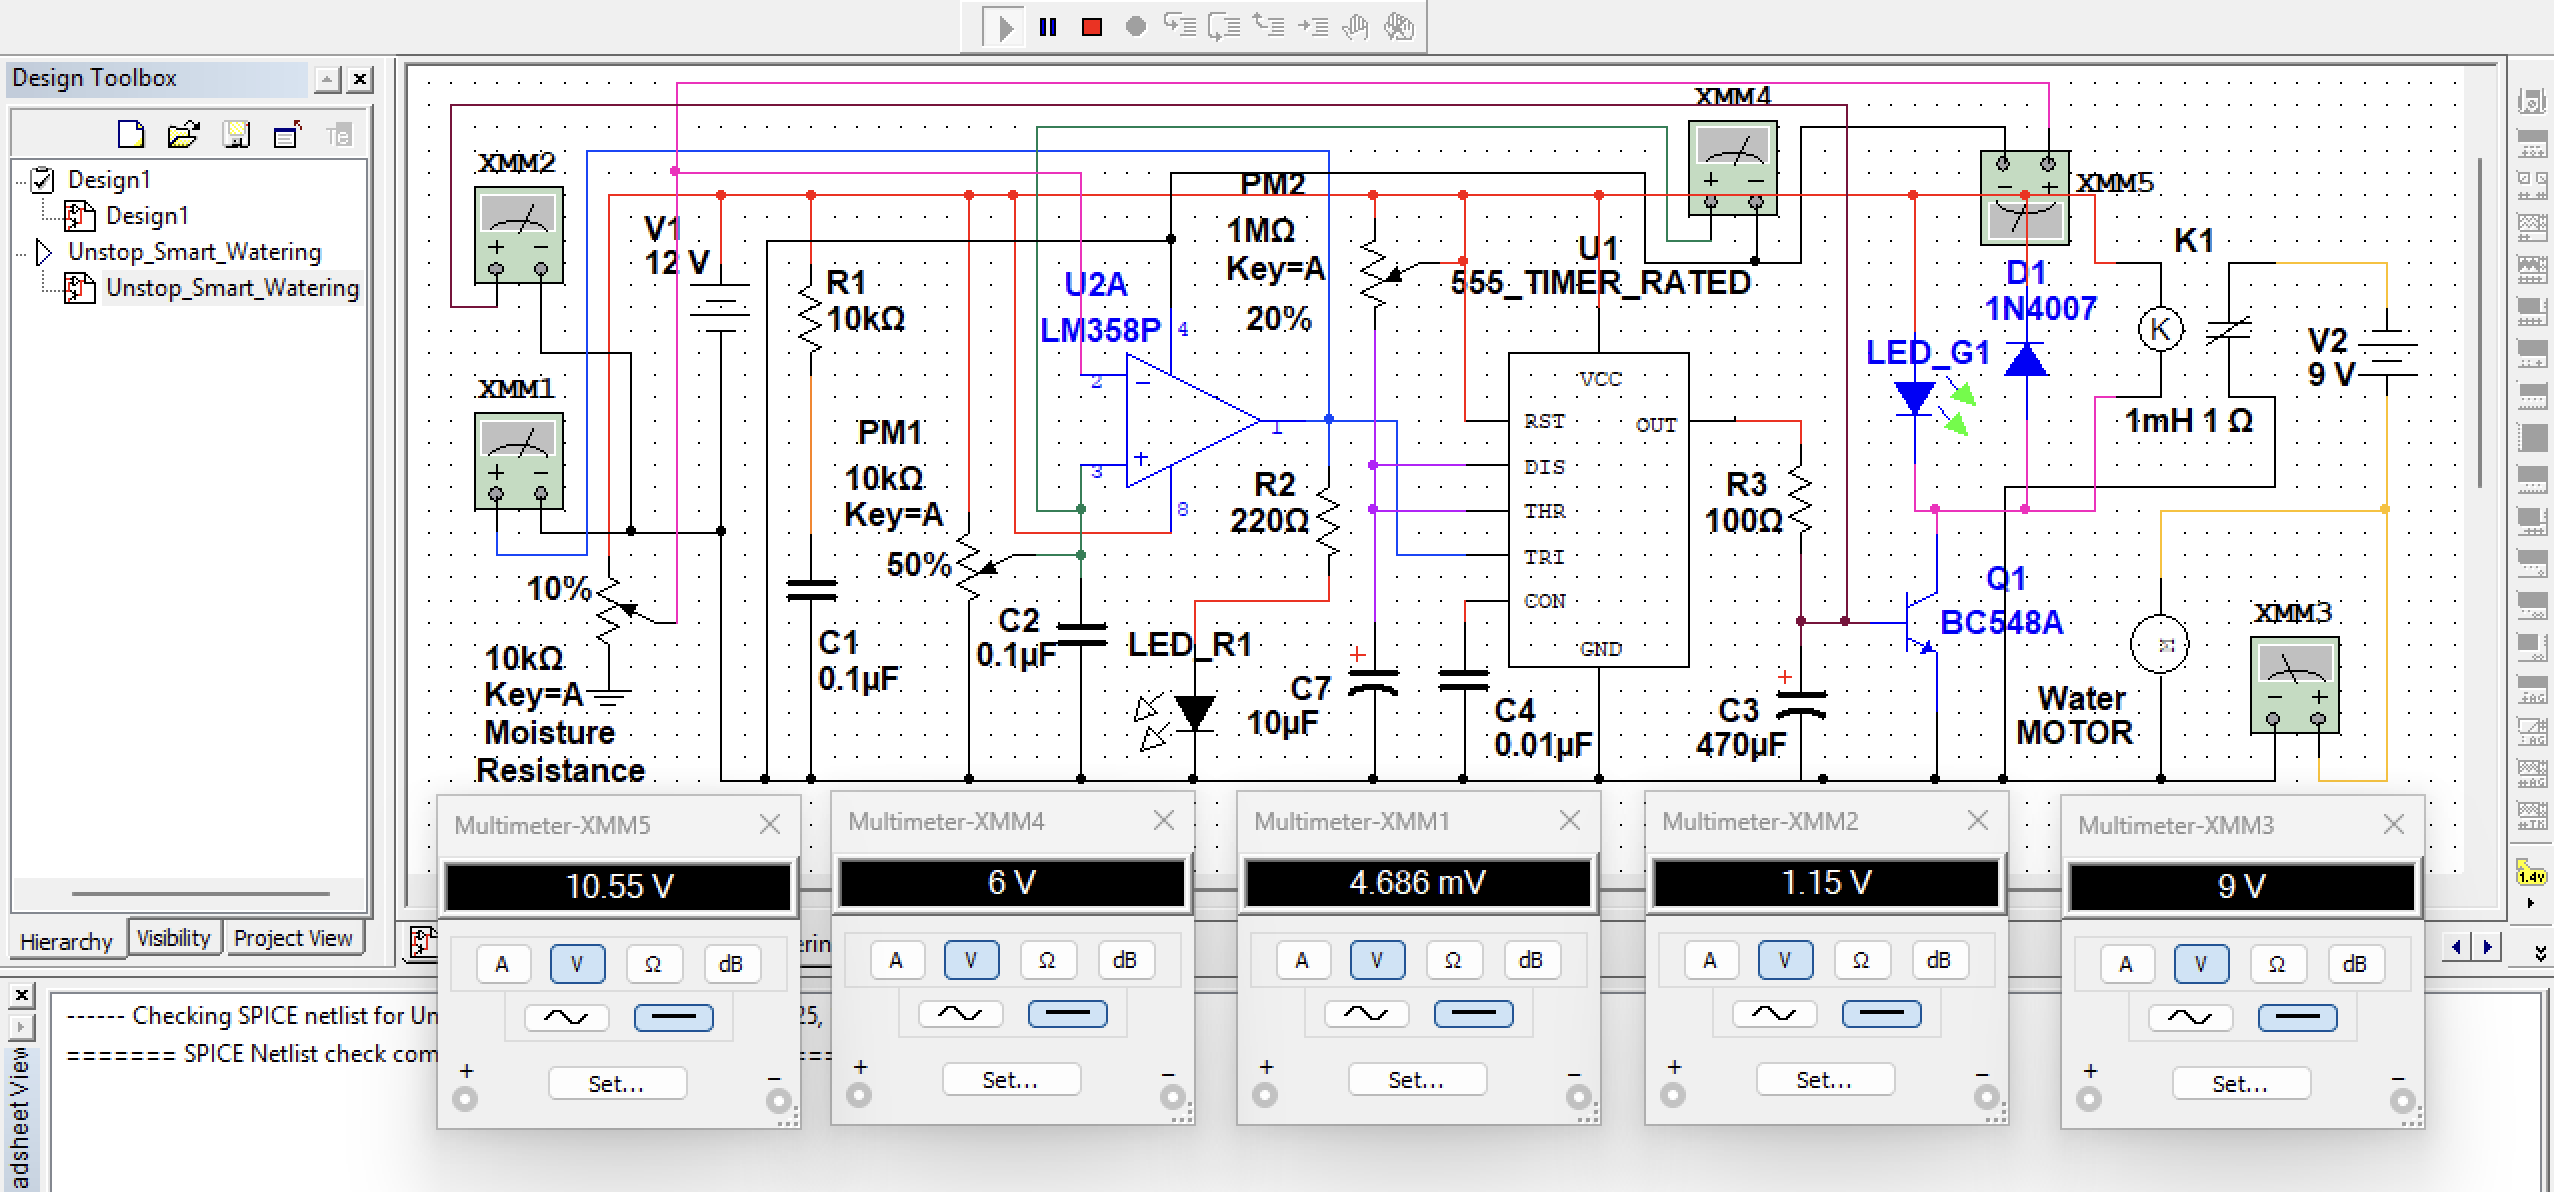 Design Toolbox
Te
Design1
Design1
Unstop_Smart_Watering
Unstop_Smart_Watering
Hierarchy
Visibility
Project View
XMM2
+
−
XMM1
+
−
V1
12 V
R1
10kΩ
PM1
10kΩ
Key=A
50%
10%
10kΩ
Key=A
Moisture
Resistance
C1
0.1µF
C2
0.1µF
U2A
LM358P
4
2
3
8
1
−
+
PM2
1MΩ
Key=A
20%
R2
220Ω
LED_R1
+
C7
10µF
C4
0.01µF
U1
555_TIMER_RATED
VCC
RST
DIS
THR
TRI
CON
GND
OUT
XMM4
+
−
XMM5
−
+
R3
100Ω
+
C3
470µF
LED_G1
D1
1N4007
Q1
BC548A
K1
K
1mH 1 Ω
V2
9 V
M
Water
MOTOR
XMM3
−
+
1.4v
Multimeter-XMM5
10.55 V
A
V
Ω
dB
Set...
+
−
Multimeter-XMM4
6 V
A
V
Ω
dB
Set...
+
−
Multimeter-XMM1
4.686 mV
A
V
Ω
dB
Set...
+
−
Multimeter-XMM2
1.15 V
A
V
Ω
dB
Set...
+
−
Multimeter-XMM3
9 V
A
V
Ω
dB
Set...
+
−
------ Checking SPICE netlist for Un
25,
======= SPICE Netlist check com
==
adsheet View